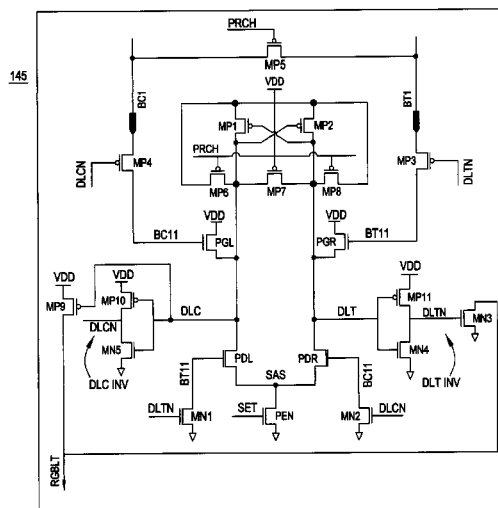 PRCH
MP5
145
VDD
BC1
BT1
MP1
MP2
PRCH
MP4
MP3
DLCN
DLTN
MP6
MP7
MP8
VDD
VDD
BC11
PGL
PGR
BT11
VDD
VDD
VDD
MP9
MP10
DLC
DLT
MP11
DLCN
DLTN
MN3
MN5
MN4
BT11
PDL
PDR
BC11
SAS
DLC INV
DLT INV
DLTN
SET
DLCN
MN1
PEN
MN2
RGBLT